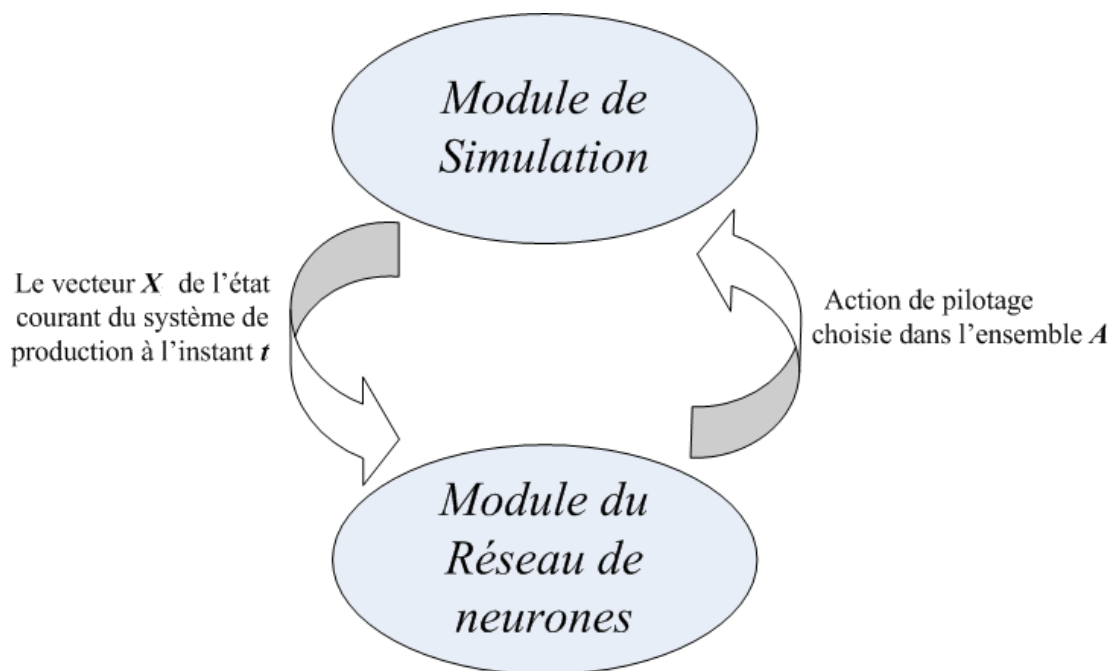 Module de
Simulation
Le vecteur X de l'état
courant du système de
production à l'instant t
Action de pilotage
choisie dans l'ensemble A
Module du
Réseau de
neurones